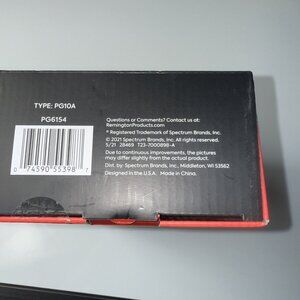 TYPE: PG10A
PG6154
0 74590 55398 7
Questions or Comments? Contact us at:
RemingtonProducts.com
® Registered Trademark of Spectrum Brands, Inc.
© 2021 Spectrum Brands, Inc. All rights reserved.
5/21 28469 T23-7000898-A
Due to continuous improvements, the pictures
may differ slightly from the actual product.
Dist. by: Spectrum Brands, Inc., Middleton, WI 53562
Designed in the U.S.A. Made in China.